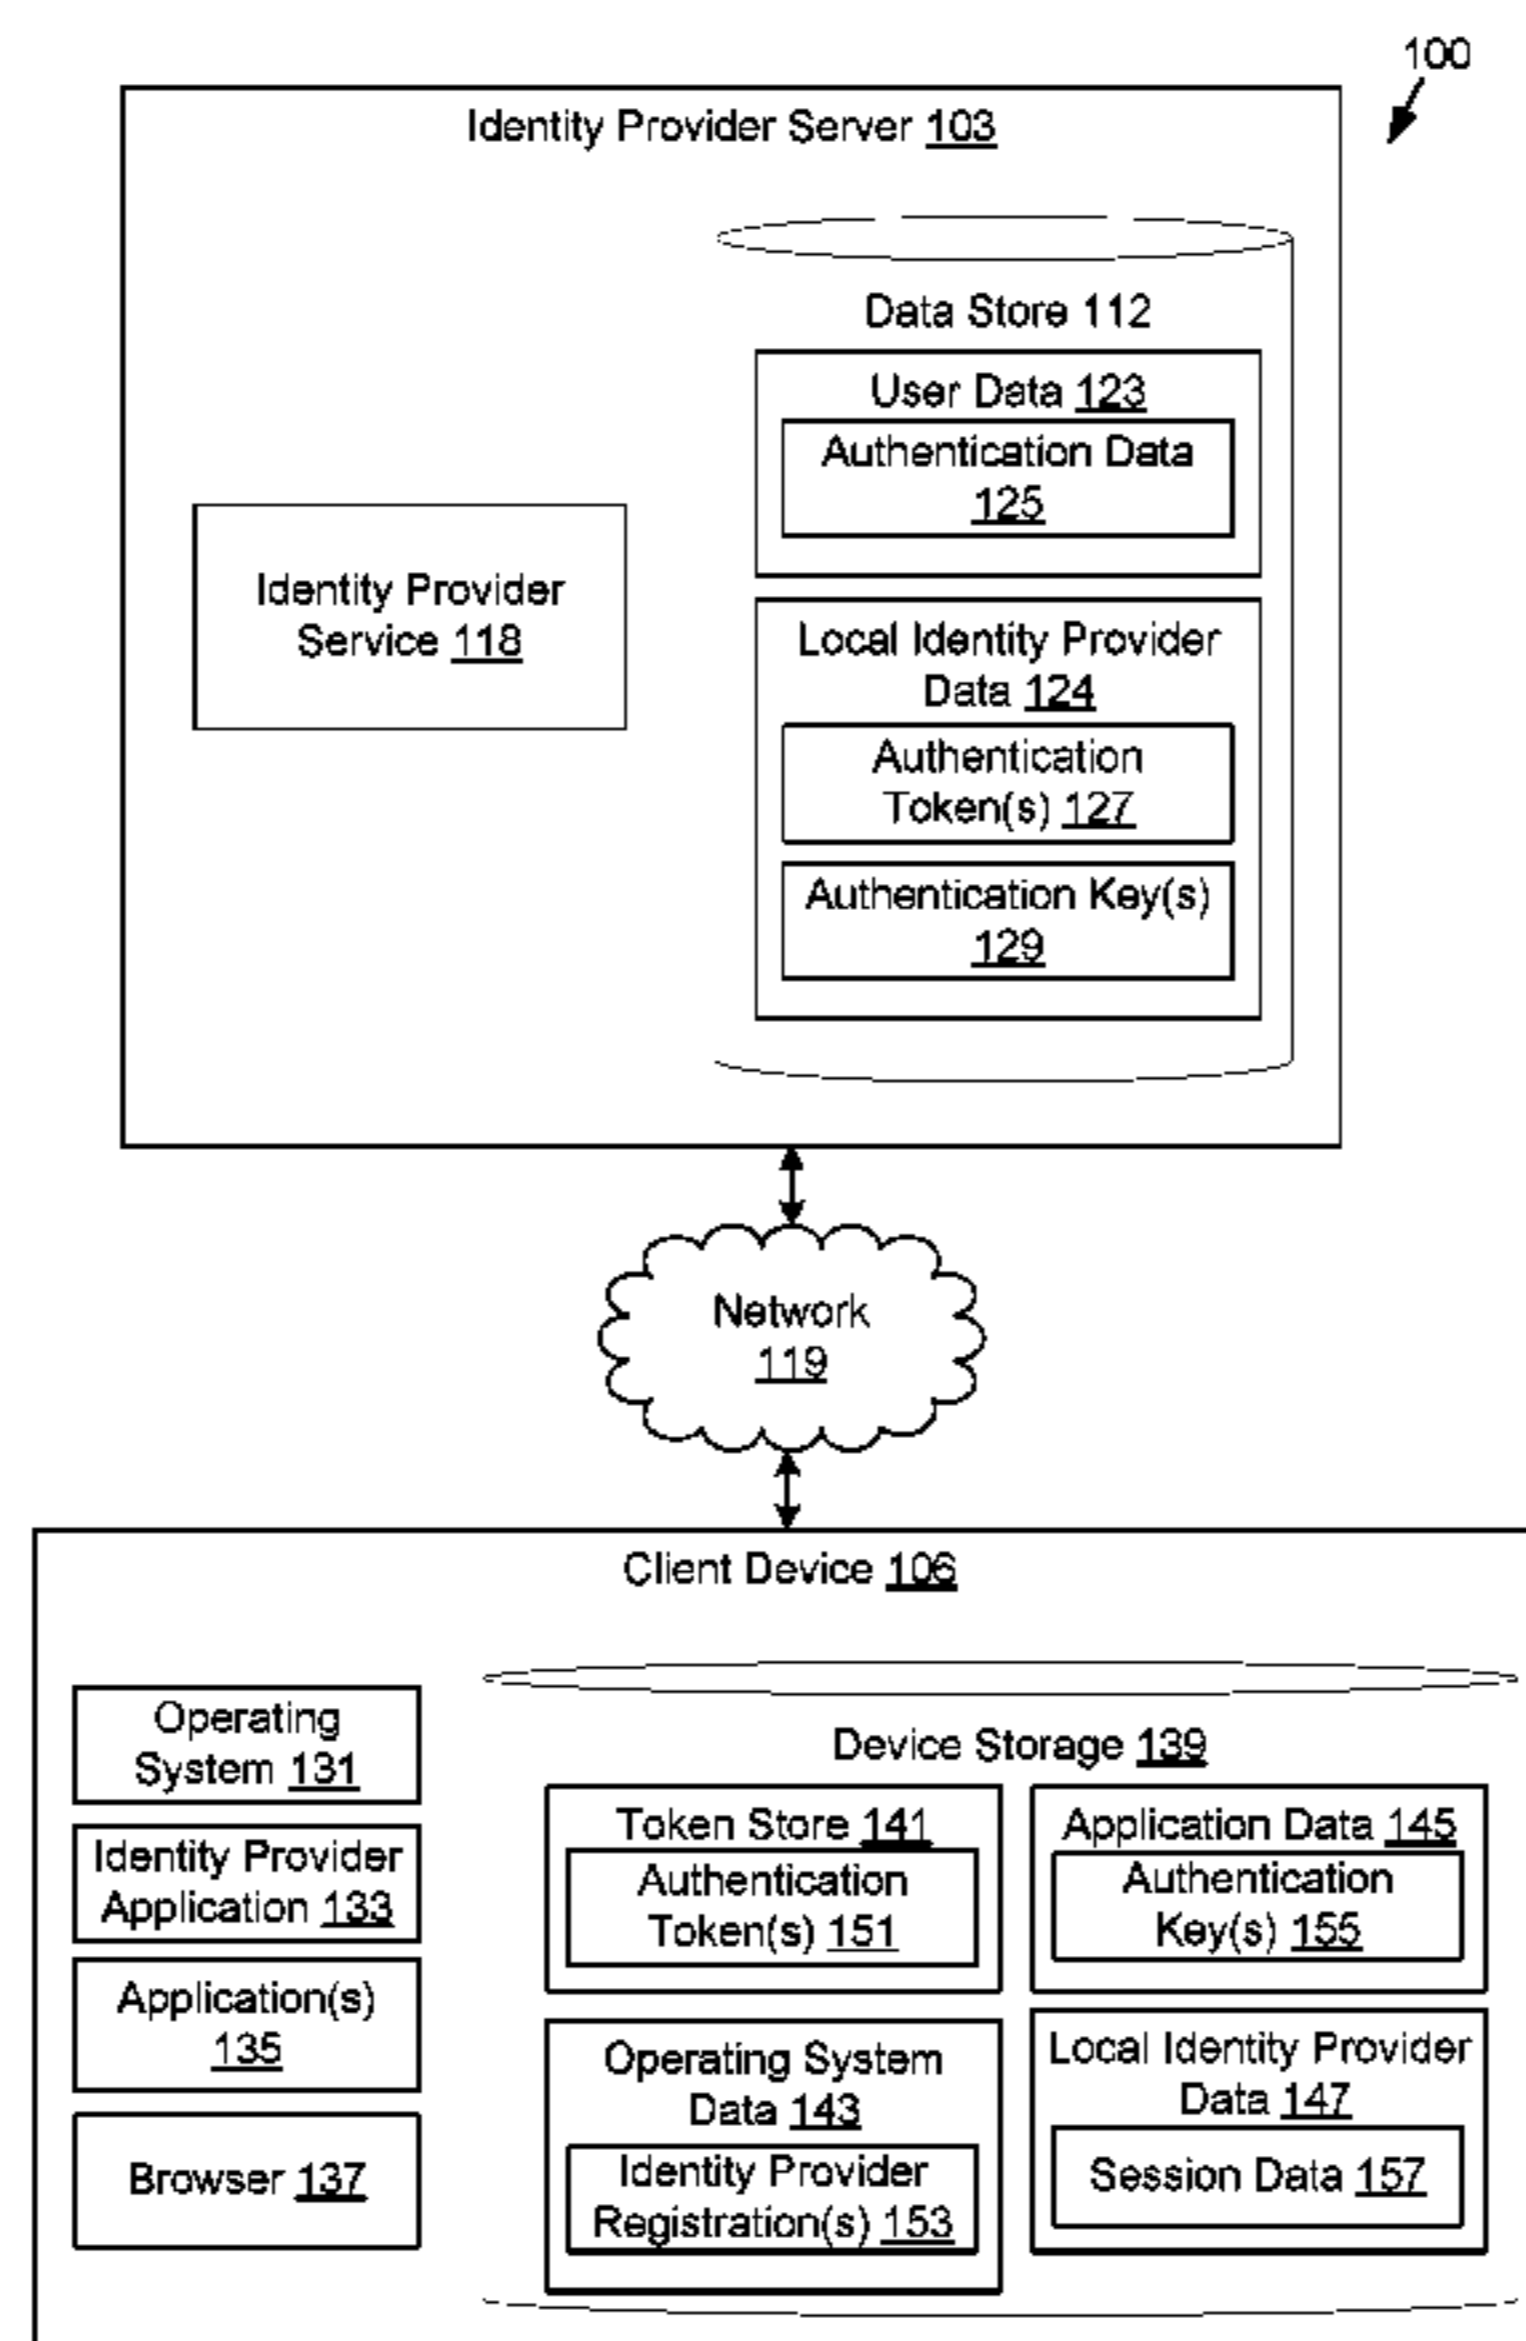 100
Identity Provider Server 103
Data Store 112
User Data 123
Authentication Data
125
Identity Provider
Service 118
Local Identity Provider
Data 124
Authentication
Token(s) 127
Authentication Key(s)
129
Network
119
Client Device 106
Operating
System 131
Identity Provider
Application 133
Application(s)
135
Browser 137
Device Storage 139
Token Store 141
Authentication
Token(s) 151
Application Data 145
Authentication
Key(s) 155
Operating System
Data 143
Identity Provider
Registration(s) 153
Local Identity Provider
Data 147
Session Data 157